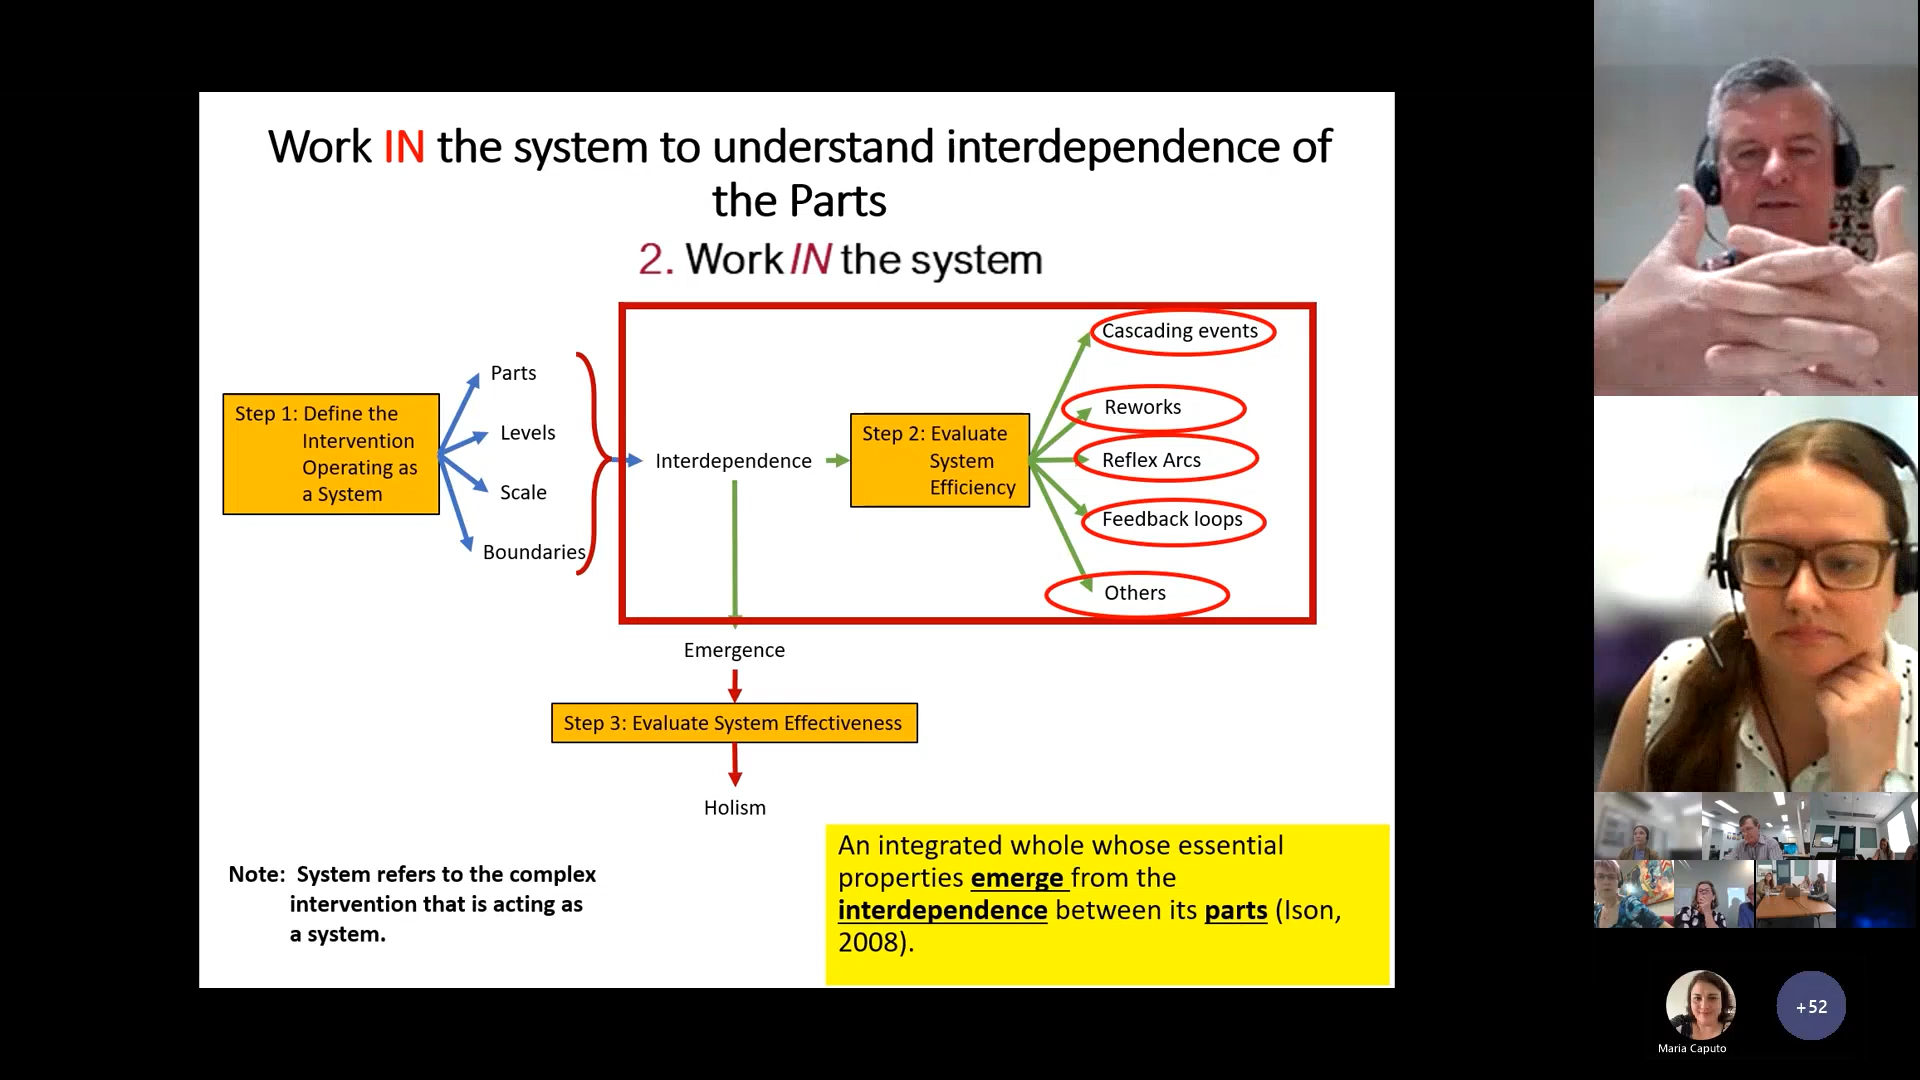 Work IN the system to understand interdependence of
the Parts
2. Work IN the system
Step 1: Define the
Intervention
Operating as
a System
Parts
Levels
Scale
Boundaries
Interdependence
Step 2: Evaluate
System
Efficiency
Cascading events
Reworks
Reflex Arcs
Feedback loops
Others
Emergence
Step 3: Evaluate System Effectiveness
Holism
Note: System refers to the complex
intervention that is acting as
a system.
An integrated whole whose essential
properties emerge from the
interdependence between its parts (Ison,
2008).
Maria Caputo
+52